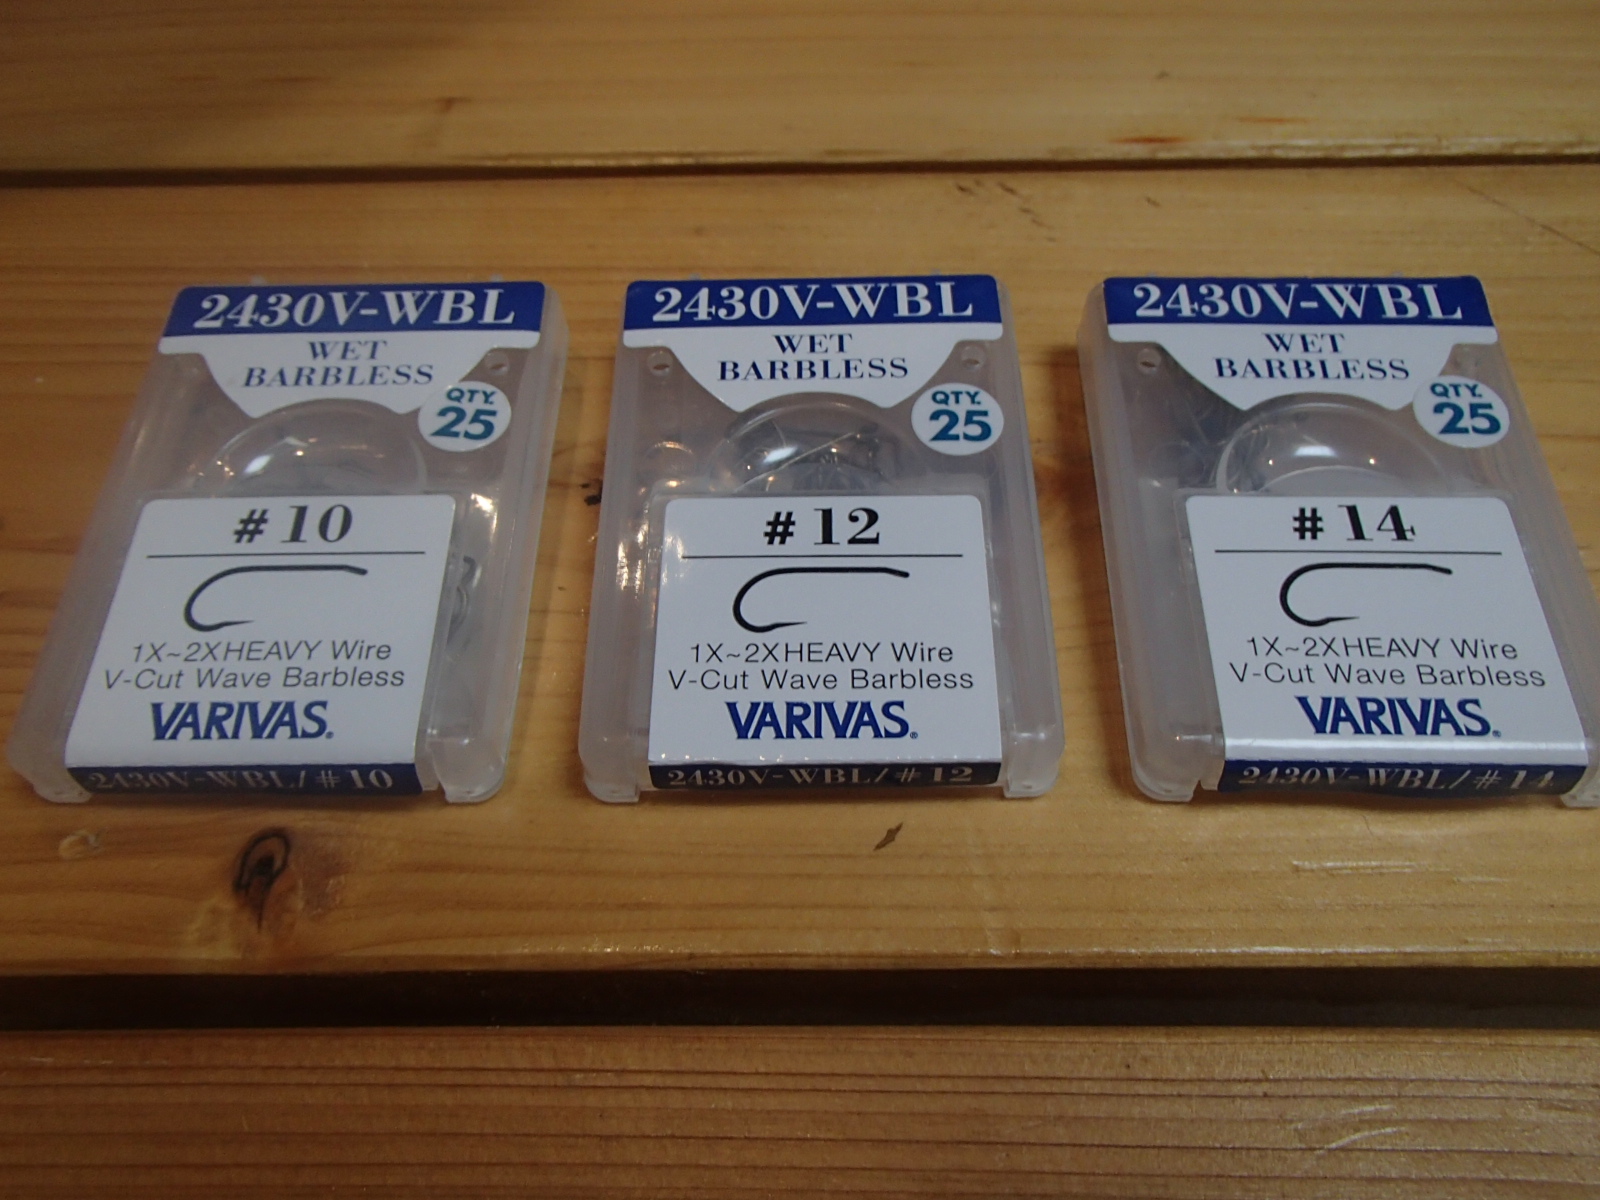 2430V-WBL
WET
BARBLESS
QTY.
25
# 10
1X~2XHEAVY Wire
V-Cut Wave Barbless
VARIVAS®
2430V-WBL/#10
2430V-WBL
WET
BARBLESS
QTY.
25
# 12
1X~2XHEAVY Wire
V-Cut Wave Barbless
VARIVAS®
2430V-WBL/#12
2430V-WBL
WET
BARBLESS
QTY.
25
# 14
1X~2XHEAVY Wire
V-Cut Wave Barbless
VARIVAS®
2430V-WBL/#14